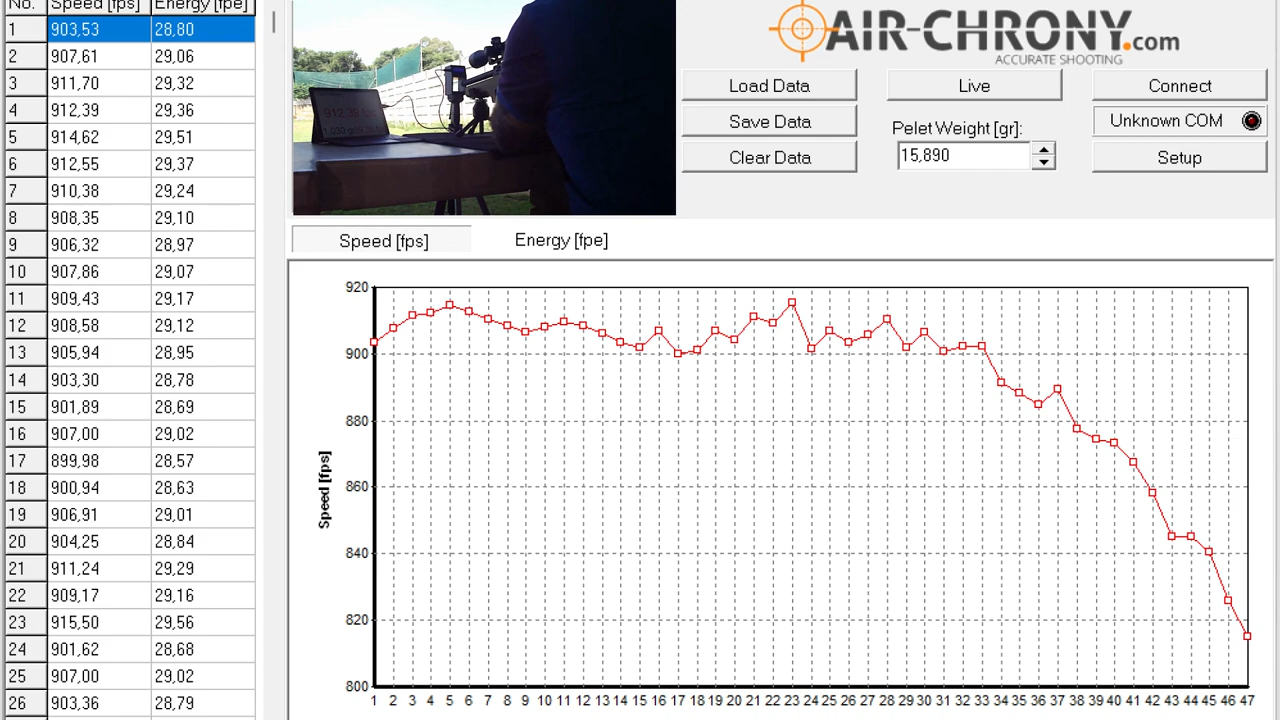 No. Speed [fps] Energy [fpe]
1 903,53 28,80
2 907,61 29,06
3 911,70 29,32
4 912,39 29,36
5 914,62 29,51
6 912,55 29,37
7 910,38 29,24
8 908,35 29,10
9 906,32 28,97
10 907,86 29,07
11 909,43 29,17
12 908,58 29,12
13 905,94 28,95
14 903,30 28,78
15 901,89 28,69
16 907,00 29,02
17 899,98 28,57
18 900,94 28,63
19 906,91 29,01
20 904,25 28,84
21 911,24 29,29
22 909,17 29,16
23 915,50 29,56
24 901,62 28,68
25 907,00 29,02
26 903,36 28,79
912,39 fps
AIR-CHRONY.com
ACCURATE SHOOTING
Load Data
Live
Connect
Save Data
Pelet Weight [gr]:
Unknown COM
Clear Data
15,890
Setup
Speed [fps]
Energy [fpe]
920
900
880
860
840
820
800
Speed [fps]
1 2 3 4 5 6 7 8 9 10 11 12 13 14 15 16 17 18 19 20 21 22 23 24 25 26 27 28 29 30 31 32 33 34 35 36 37 38 39 40 41 42 43 44 45 46 47